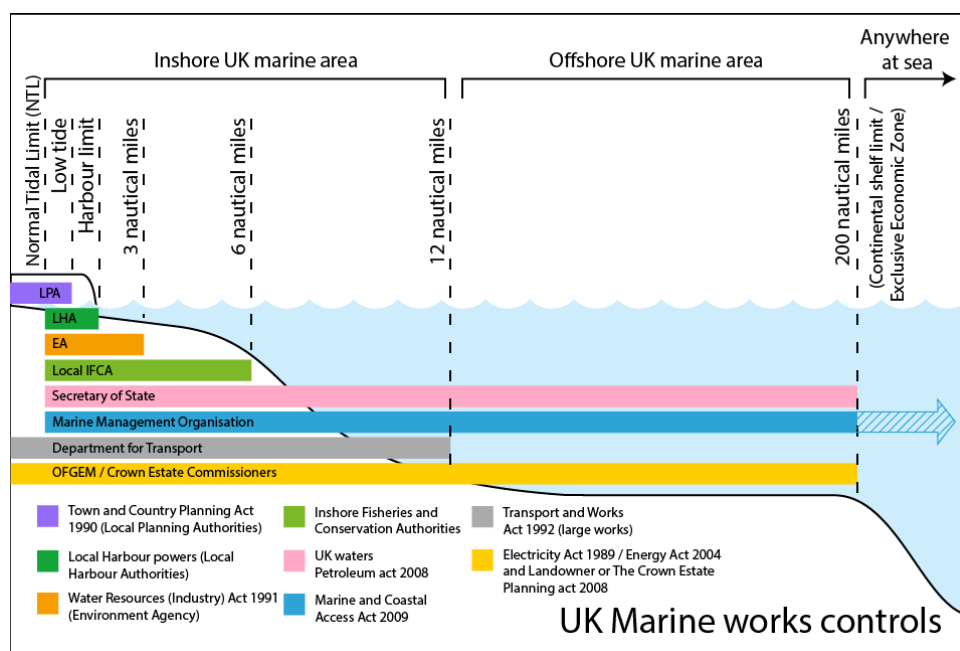 Inshore UK marine area
Offshore UK marine area
Anywhere
at sea
Normal Tidal Limit (NTL)
Low tide
Harbour limit
3 nautical miles
6 nautical miles
12 nautical miles
200 nautical miles
(Continental shelf limit /
Exclusive Economic Zone)
LPA
LHA
EA
Local IFCA
Secretary of State
Marine Management Organisation
Department for Transport
OFGEM / Crown Estate Commissioners
Town and Country Planning Act
1990 (Local Planning Authorities)
Local Harbour powers (Local
Harbour Authorities)
Water Resources (Industry) Act 1991
(Environment Agency)
Inshore Fisheries and
Conservation Authorities
UK waters
Petroleum act 2008
Marine and Coastal
Access Act 2009
Transport and Works
Act 1992 (large works)
Electricity Act 1989 / Energy Act 2004
and Landowner or The Crown Estate
Planning act 2008
UK Marine works controls